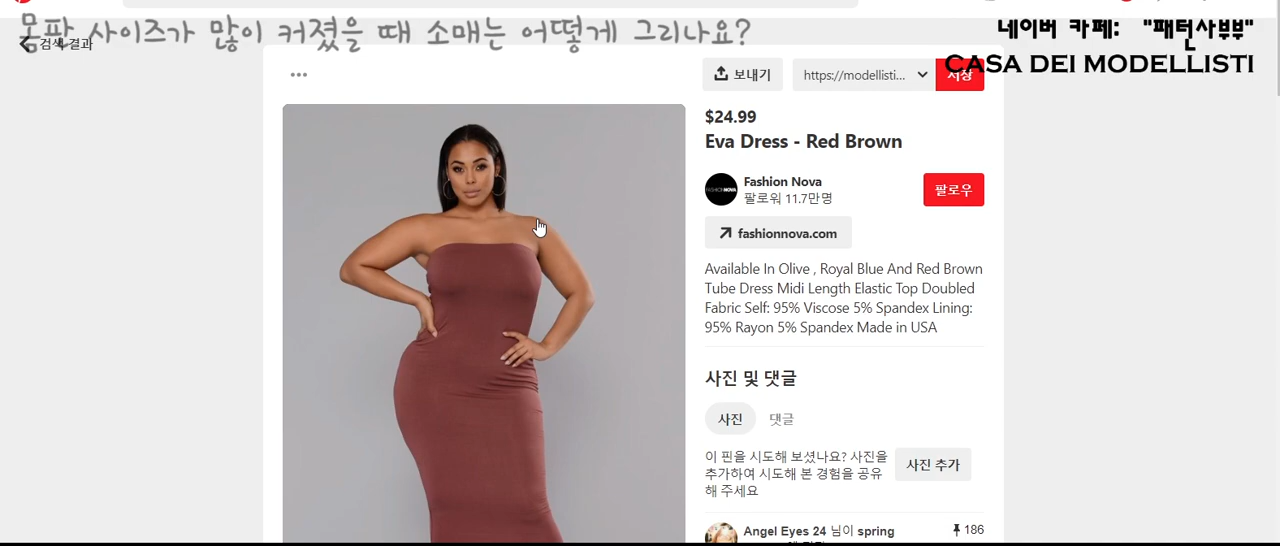 몸판 사이즈가 많이 커졌을 때 소매는 어떻게 그리나요?
네이버 카페: "패턴사부부"
CASA DEI MODELLISTI
검색 결과
보내기
https://modellisti...
저장
$24.99
Eva Dress - Red Brown
FASHION NOVA
Fashion Nova
팔로워 11.7만명
팔로우
fashionnova.com
Available In Olive , Royal Blue And Red Brown
Tube Dress Midi Length Elastic Top Doubled
Fabric Self: 95% Viscose 5% Spandex Lining:
95% Rayon 5% Spandex Made in USA
사진 및 댓글
사진
댓글
이 핀을 시도해 보셨나요? 사진을
추가하여 시도해 본 경험을 공유
해 주세요
사진 추가
Angel Eyes 24 님이 spring
186